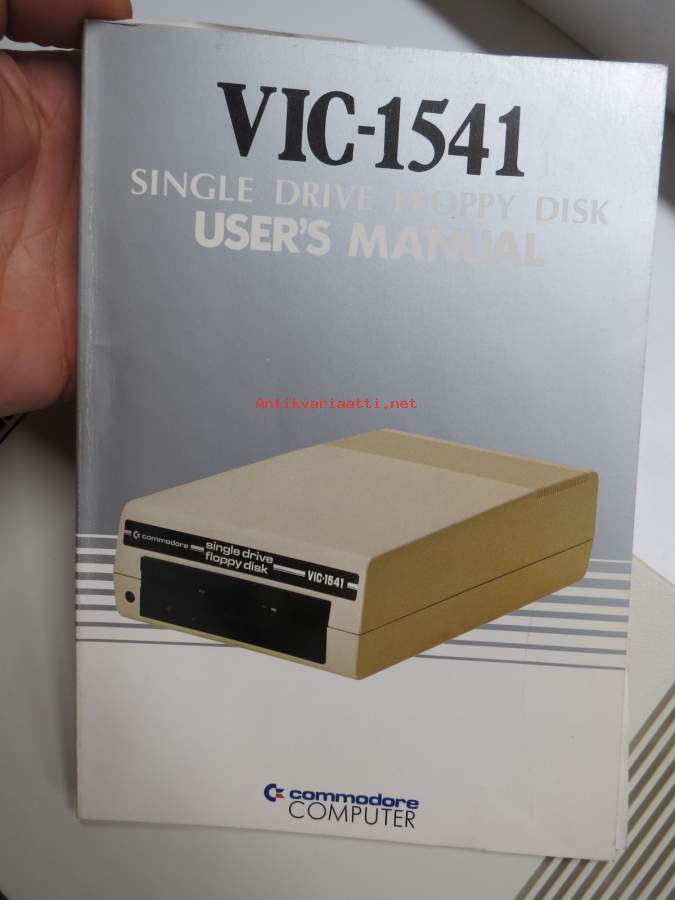 VIC-1541
SINGLE DRIVE FLOPPY DISK
USER'S MANUAL
Antikvariaatti.net
commodore
single drive
floppy disk
VIC-1541
commodore
COMPUTER